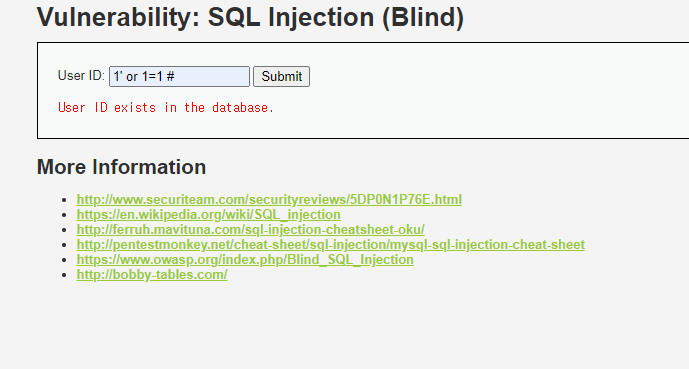 Vulnerability: SQL Injection (Blind)
User ID: 1' or 1=1 # Submit
User ID exists in the database.
More Information
http://www.securiteam.com/securityreviews/5DP0N1P76E.html
https://en.wikipedia.org/wiki/SQL_injection
http://ferruh.mavituna.com/sql-injection-cheatsheet-oku/
http://pentestmonkey.net/cheat-sheet/sql-injection/mysql-sql-injection-cheat-sheet
https://www.owasp.org/index.php/Blind_SQL_Injection
http://bobby-tables.com/